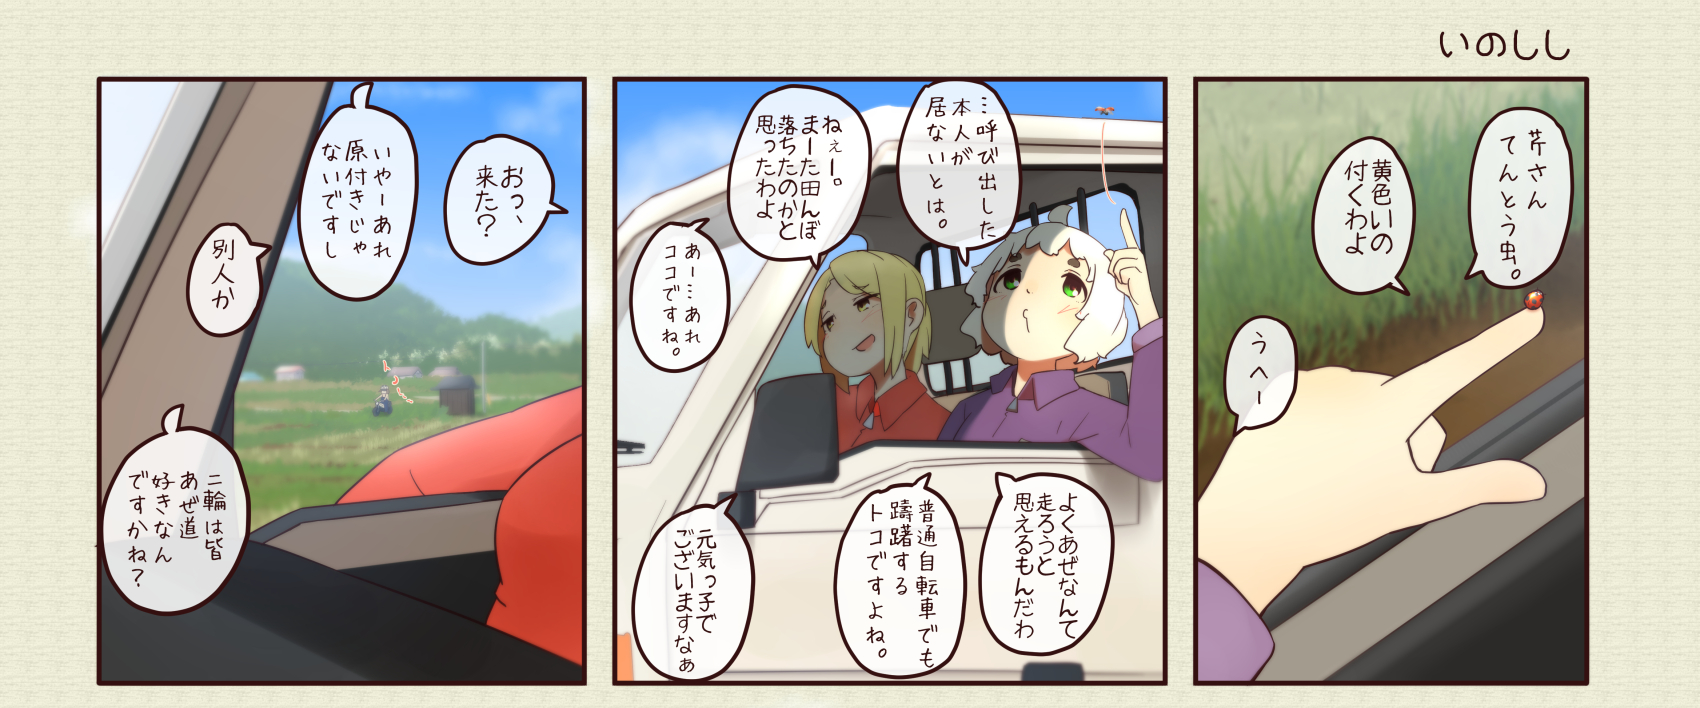 いのしし
芹さん
てんとう虫。
黄色いの
付くわよ
うへー
…呼び出した
本人が
居ないとは。
ねぇー。
まーた田んぼ
落ちたのかと
思ったわよ
あー…あれ
ココですね。
よくあぜなんて
走ろうと
思えるもんだわ
普通自転車でも
躊躇する
トコですよね。
元気っ子で
ございますなぁ
おっ、
来た?
いやーあれ
原付きじゃ
ないですし
別人か
二輪は皆
あぜ道
好きなん
ですかね?